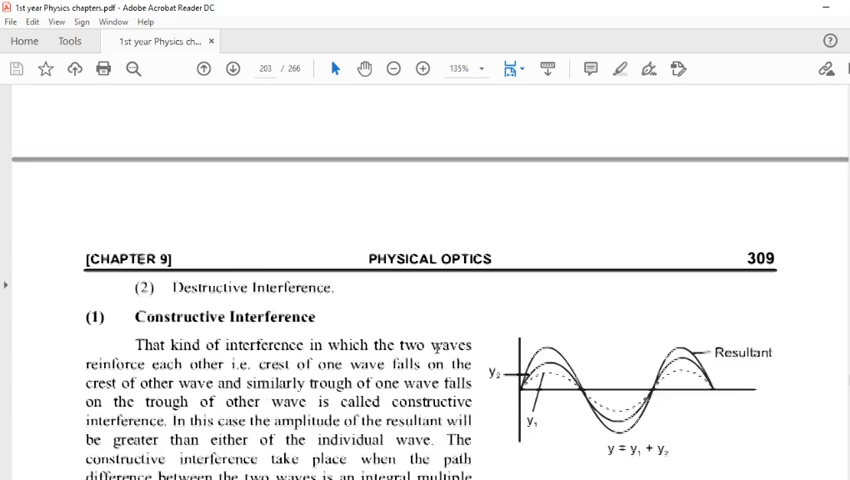 1st year Physics chapters.pdf - Adobe Acrobat Reader DC
File Edit View Sign Window Help
Home Tools 1st year Physics ch... ×
203 / 266 135%
[CHAPTER 9] PHYSICAL OPTICS 309
(2) Destructive Interference.
(1) Constructive Interference
That kind of interference in which the two waves
reinforce each other i.e. crest of one wave falls on the
crest of other wave and similarly trough of one wave falls
on the trough of other wave is called constructive
interference. In this case the amplitude of the resultant will
be greater than either of the individual wave. The
constructive interference take place when the path
difference between the two waves is an integral multiple
Resultant
y₂
y₁
y = y₁ + y₂